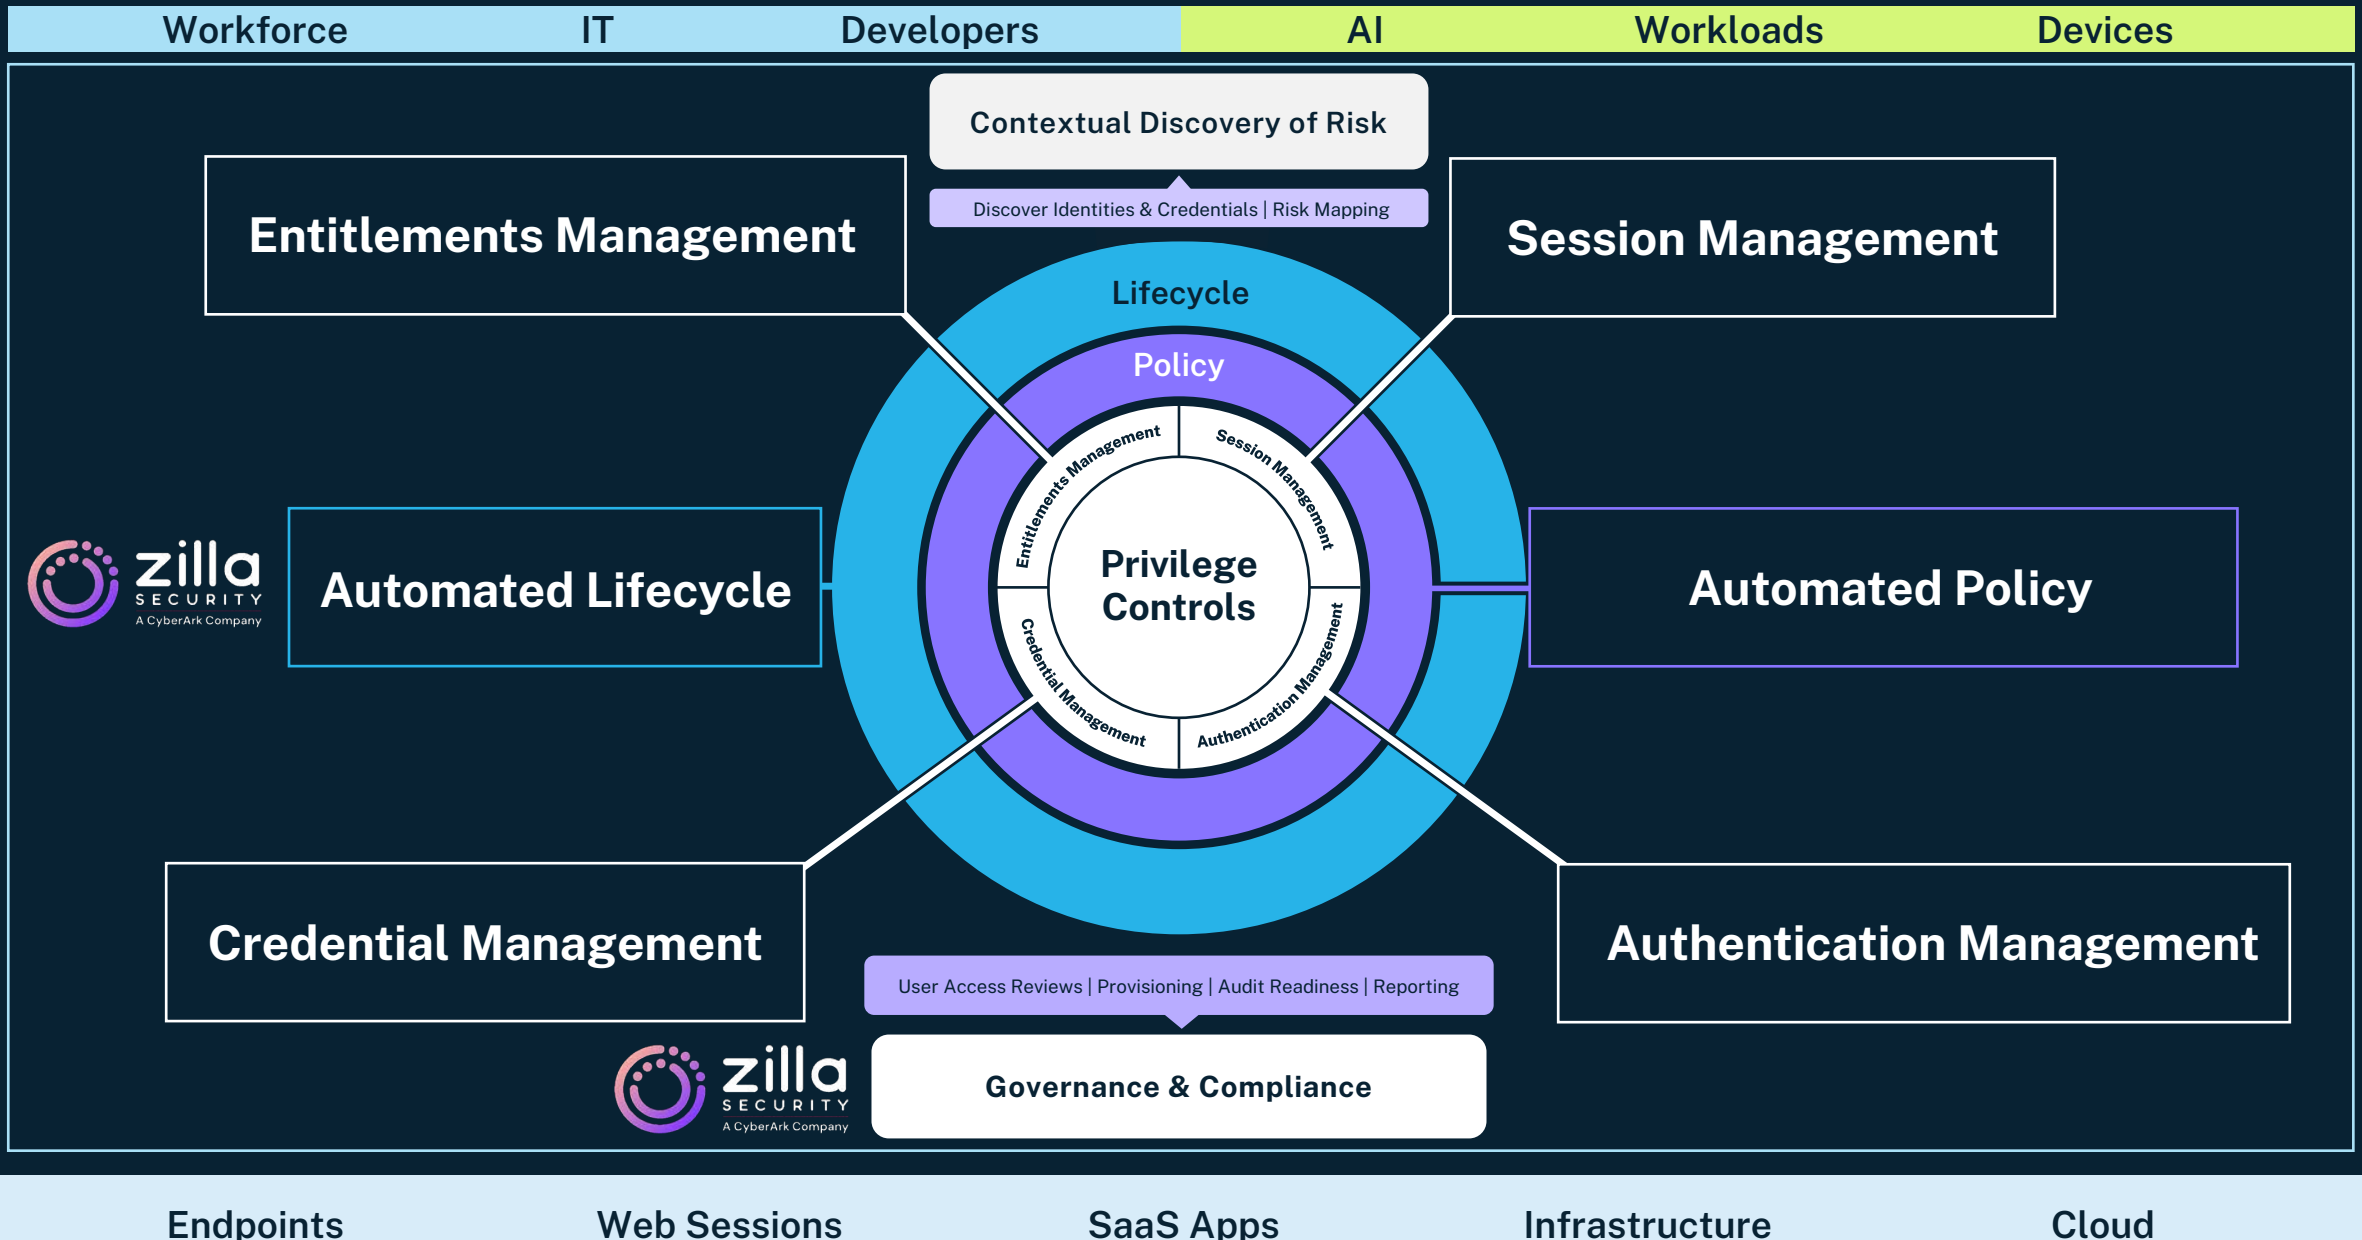 Workforce
IT
Developers
AI
Workloads
Devices
Contextual Discovery of Risk
Discover Identities & Credentials | Risk Mapping
Entitlements Management
Session Management
Lifecycle
Policy
Entitlements Management
Session Management
Privilege
Controls
Credential Management
Authentication Management
zilla
SECURITY
A CyberArk Company
Automated Lifecycle
Automated Policy
Credential Management
Authentication Management
User Access Reviews | Provisioning | Audit Readiness | Reporting
zilla
SECURITY
A CyberArk Company
Governance & Compliance
Endpoints
Web Sessions
SaaS Apps
Infrastructure
Cloud